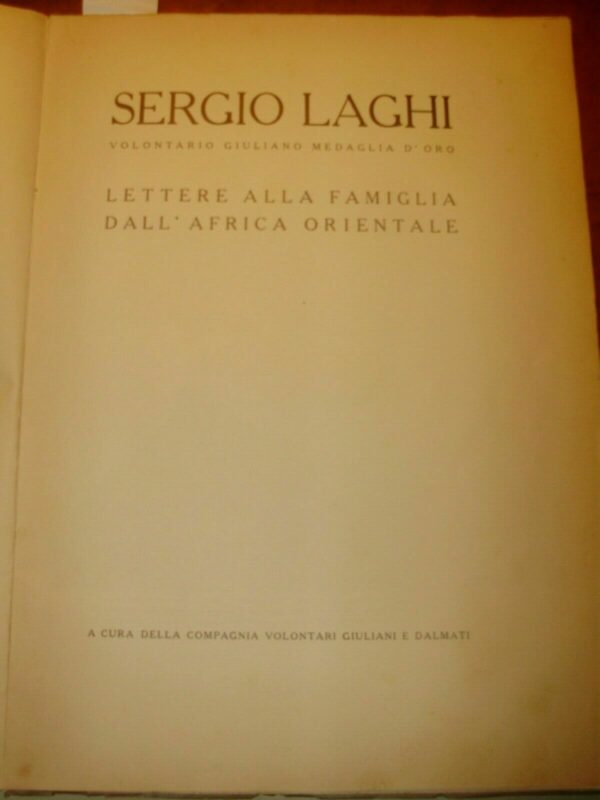 SERGIO LAGHI
VOLONTARIO GIULIANO MEDAGLIA D'ORO
LETTERE ALLA FAMIGLIA
DALL'AFRICA ORIENTALE
A CURA DELLA COMPAGNIA VOLONTARI GIULIANI E DALMATI